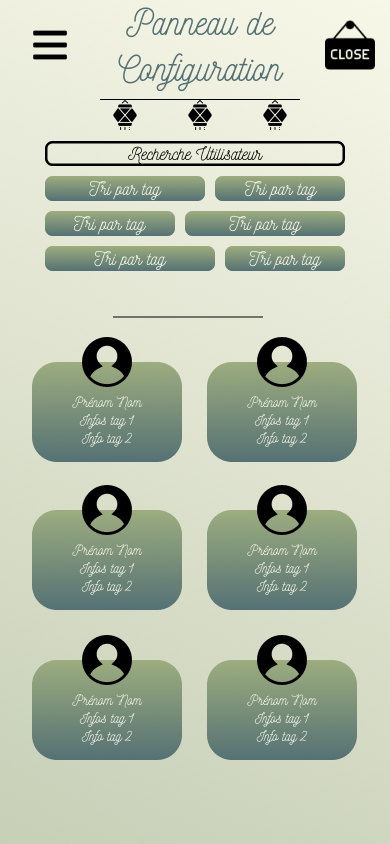 Panneau de
Configuration
CLOSE
Recherche Utilisateur
Tri par tag Tri par tag
Tri par tag Tri par tag
Tri par tag Tri par tag
Prénom Nom
Infos tag 1
Info tag 2
Prénom Nom
Infos tag 1
Info tag 2
Prénom Nom
Infos tag 1
Info tag 2
Prénom Nom
Infos tag 1
Info tag 2
Prénom Nom
Infos tag 1
Info tag 2
Prénom Nom
Infos tag 1
Info tag 2